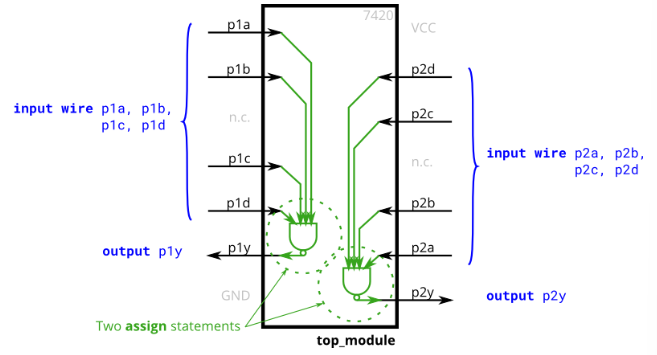 7420
p1a
VCC
p1b
p2d
input wire p1a, p1b,
p1c, p1d
n.c.
p2c
p1c
n.c.
input wire p2a, p2b,
p2c, p2d
p1d
p2b
output p1y
p1y
p2a
GND
p2y
output p2y
Two assign statements
top_module